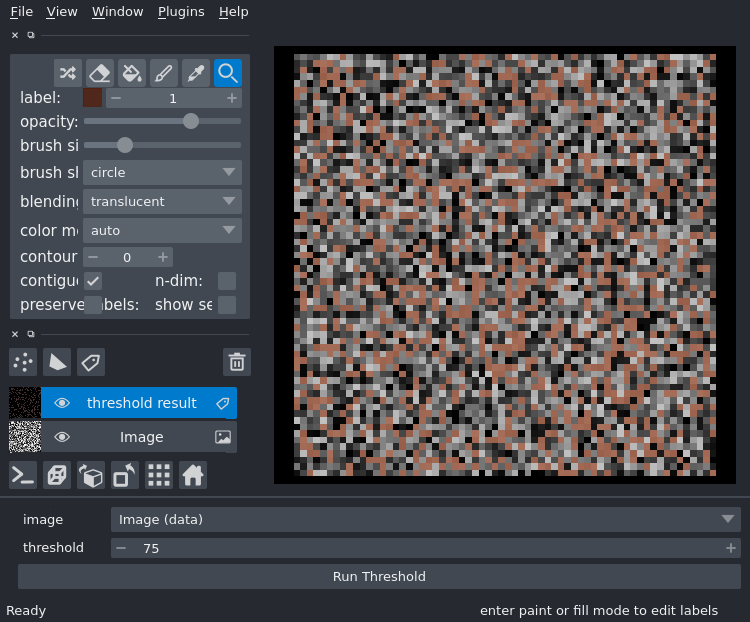 File View Window Plugins Help
label: 1
opacity:
brush si
brush sl circle
blending translucent
color m auto
contour 0
contigu n-dim:
preserve abels: show se
threshold result
Image
image Image (data)
threshold 75
Run Threshold
Ready enter paint or fill mode to edit labels